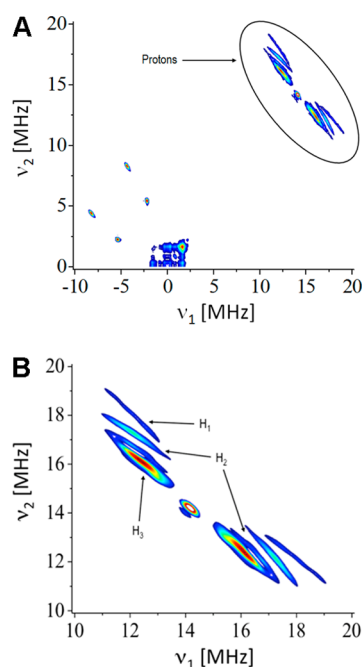 A
20
15
10
5
0
ν₂ [MHz]
Protons
-10 -5 0 5 10 15 20
ν₁ [MHz]
B
20
18
16
14
12
10
ν₂ [MHz]
H₁
H₂
H₃
10 12 14 16 18 20
ν₁ [MHz]